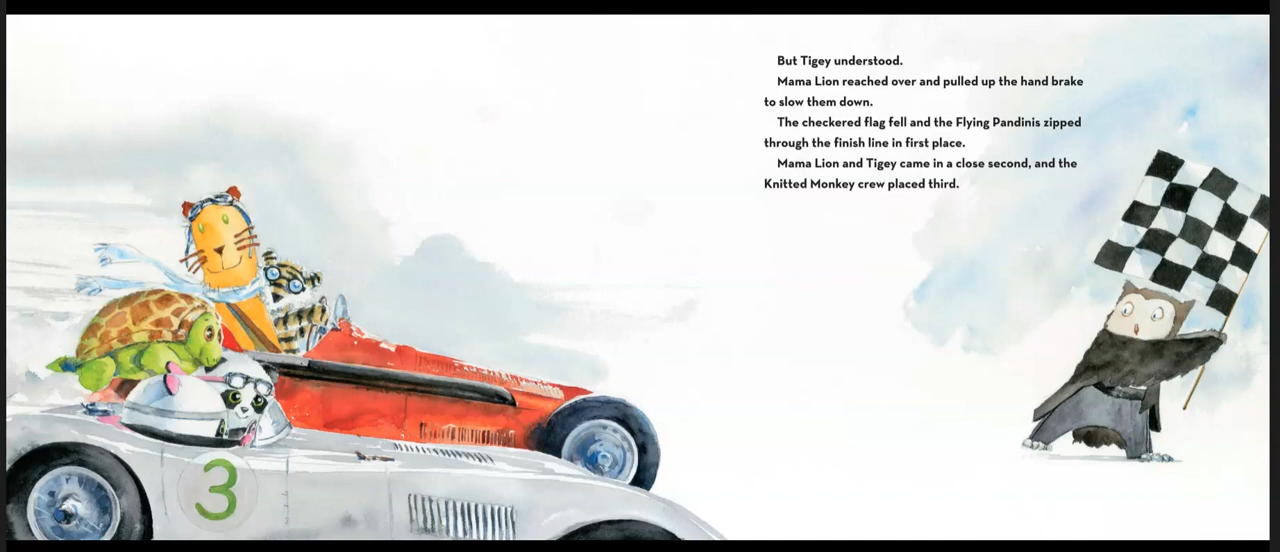 But Tigey understood.
Mama Lion reached over and pulled up the hand brake
to slow them down.
The checkered flag fell and the Flying Pandinis zipped
through the finish line in first place.
Mama Lion and Tigey came in a close second, and the
Knitted Monkey crew placed third.
3